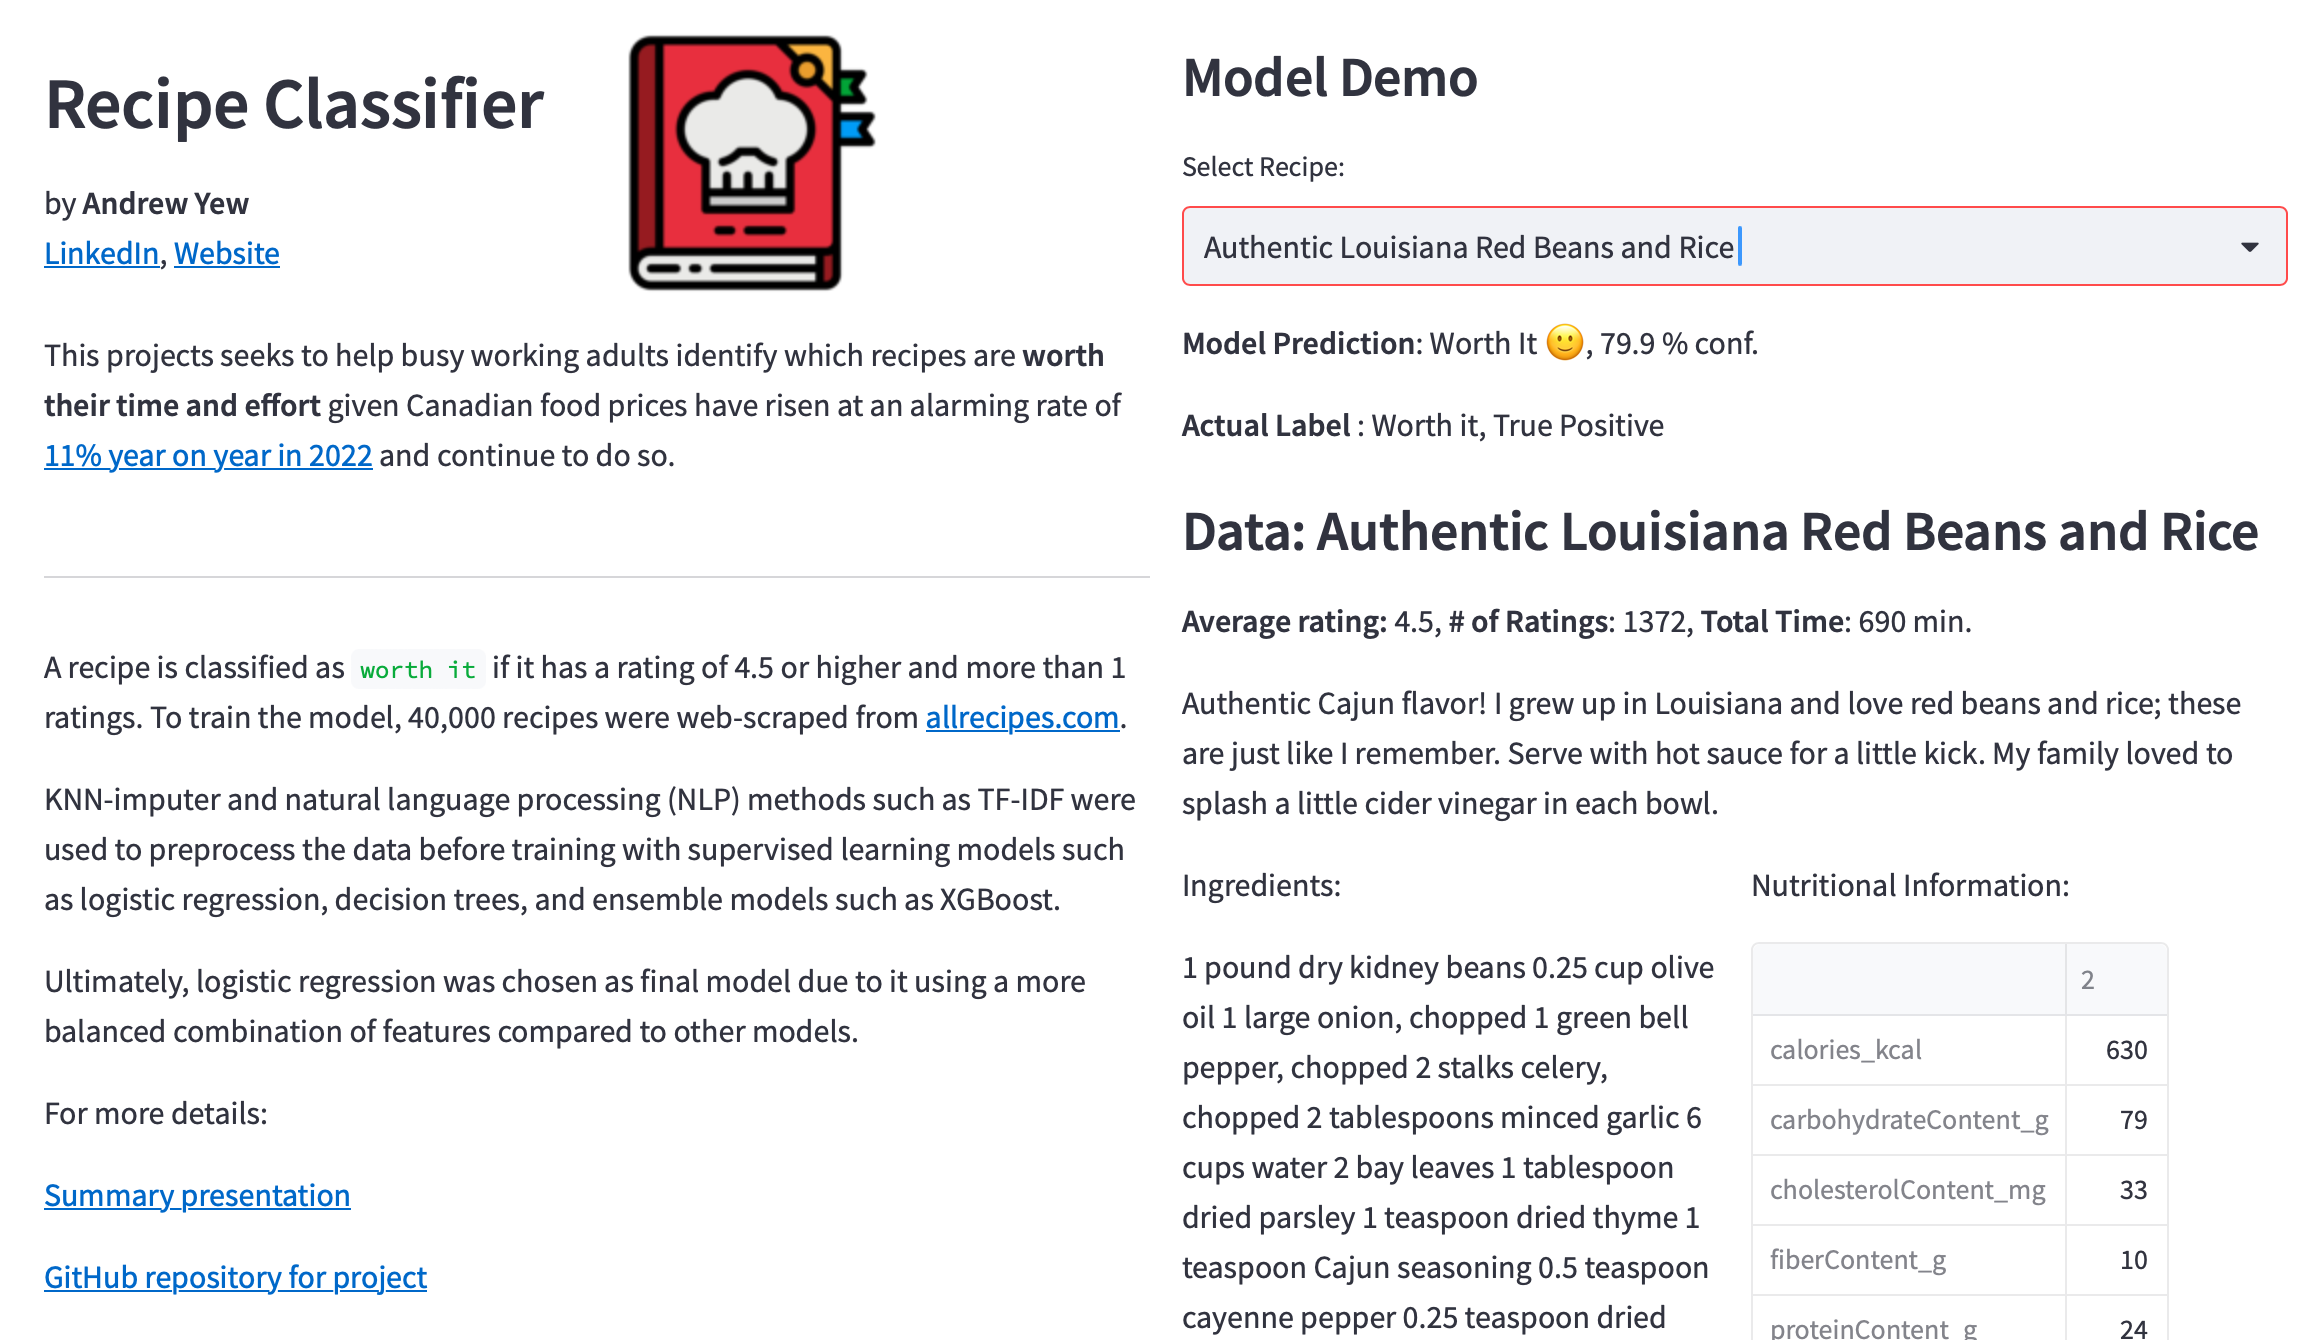 Recipe Classifier
by Andrew Yew
LinkedIn, Website
This projects seeks to help busy working adults identify which recipes are worth
their time and effort given Canadian food prices have risen at an alarming rate of
11% year on year in 2022 and continue to do so.
A recipe is classified as worth it if it has a rating of 4.5 or higher and more than 1
ratings. To train the model, 40,000 recipes were web-scraped from allrecipes.com.
KNN-imputer and natural language processing (NLP) methods such as TF-IDF were
used to preprocess the data before training with supervised learning models such
as logistic regression, decision trees, and ensemble models such as XGBoost.
Ultimately, logistic regression was chosen as final model due to it using a more
balanced combination of features compared to other models.
For more details:
Summary presentation
GitHub repository for project
Model Demo
Select Recipe:
Authentic Louisiana Red Beans and Rice
Model Prediction: Worth It 🙂, 79.9 % conf.
Actual Label : Worth it, True Positive
Data: Authentic Louisiana Red Beans and Rice
Average rating: 4.5, # of Ratings: 1372, Total Time: 690 min.
Authentic Cajun flavor! I grew up in Louisiana and love red beans and rice; these
are just like I remember. Serve with hot sauce for a little kick. My family loved to
splash a little cider vinegar in each bowl.
Ingredients:
1 pound dry kidney beans 0.25 cup olive
oil 1 large onion, chopped 1 green bell
pepper, chopped 2 stalks celery,
chopped 2 tablespoons minced garlic 6
cups water 2 bay leaves 1 tablespoon
dried parsley 1 teaspoon dried thyme 1
teaspoon Cajun seasoning 0.5 teaspoon
cayenne pepper 0.25 teaspoon dried
Nutritional Information:
2
calories_kcal 630
carbohydrateContent_g 79
cholesterolContent_mg 33
fiberContent_g 10
proteinContent_g 24